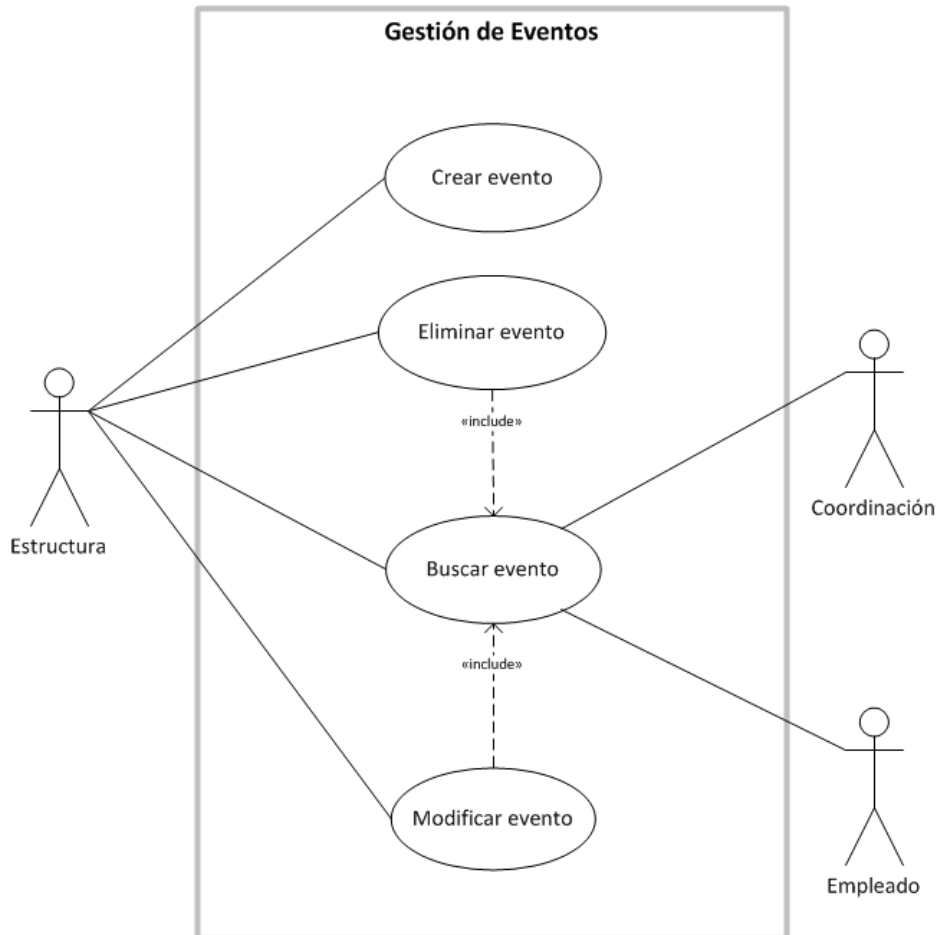 Gestión de Eventos
Crear evento
Eliminar evento
«include»
Estructura
Coordinación
Buscar evento
«include»
Modificar evento
Empleado